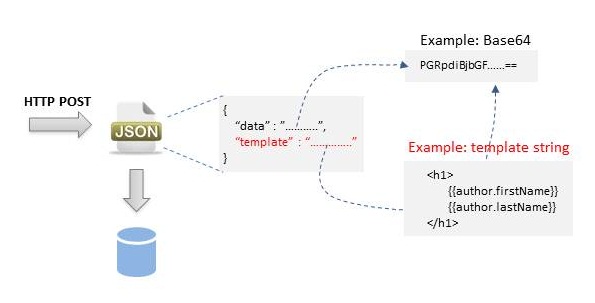 Example: Base64
PGRpdiBjbGF......==
HTTP POST
JSON
{
"data" : "...........",
"template" : ".............."
}
Example: template string
<h1>
{{author.firstName}}
{{author.lastName}}
</h1>